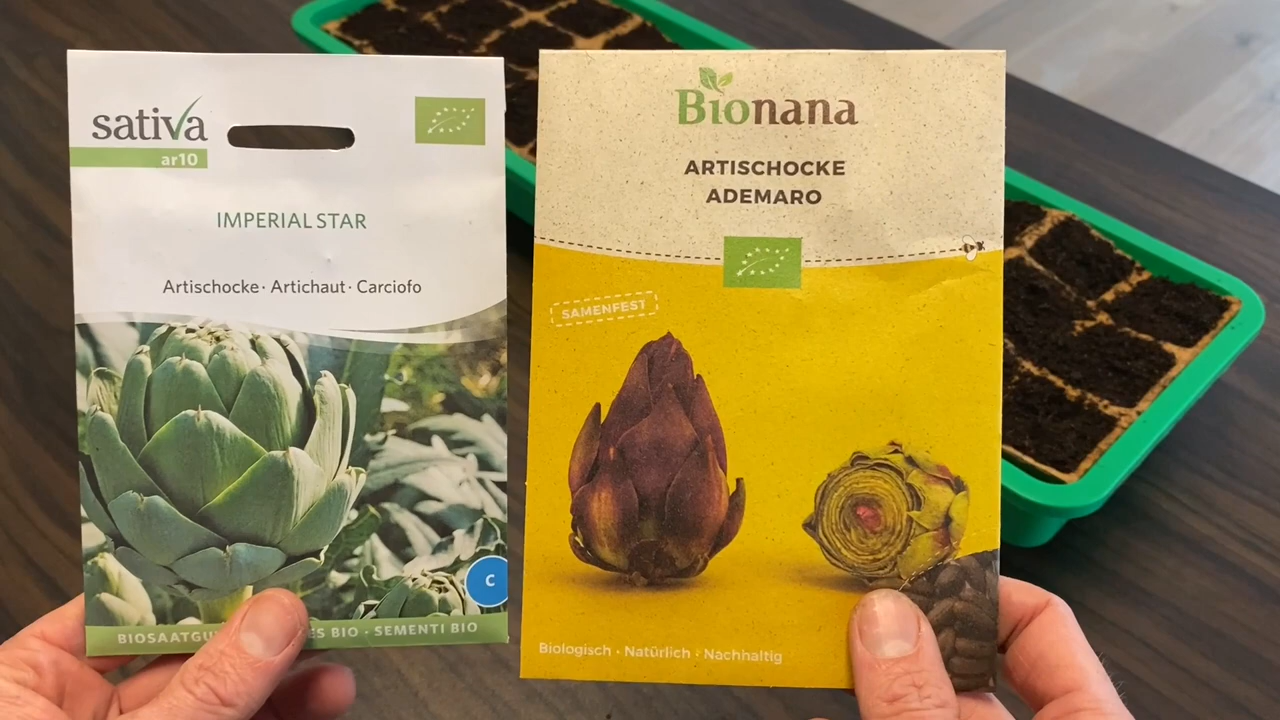 sativa
ar10
IMPERIAL STAR
Artischocke · Artichaut · Carciofo
C
BIOSAATGU ES BIO · SEMENTI BIO
Bionana
ARTISCHOCKE
ADEMARO
SAMENFEST
Biologisch · Natürlich · Nachhaltig